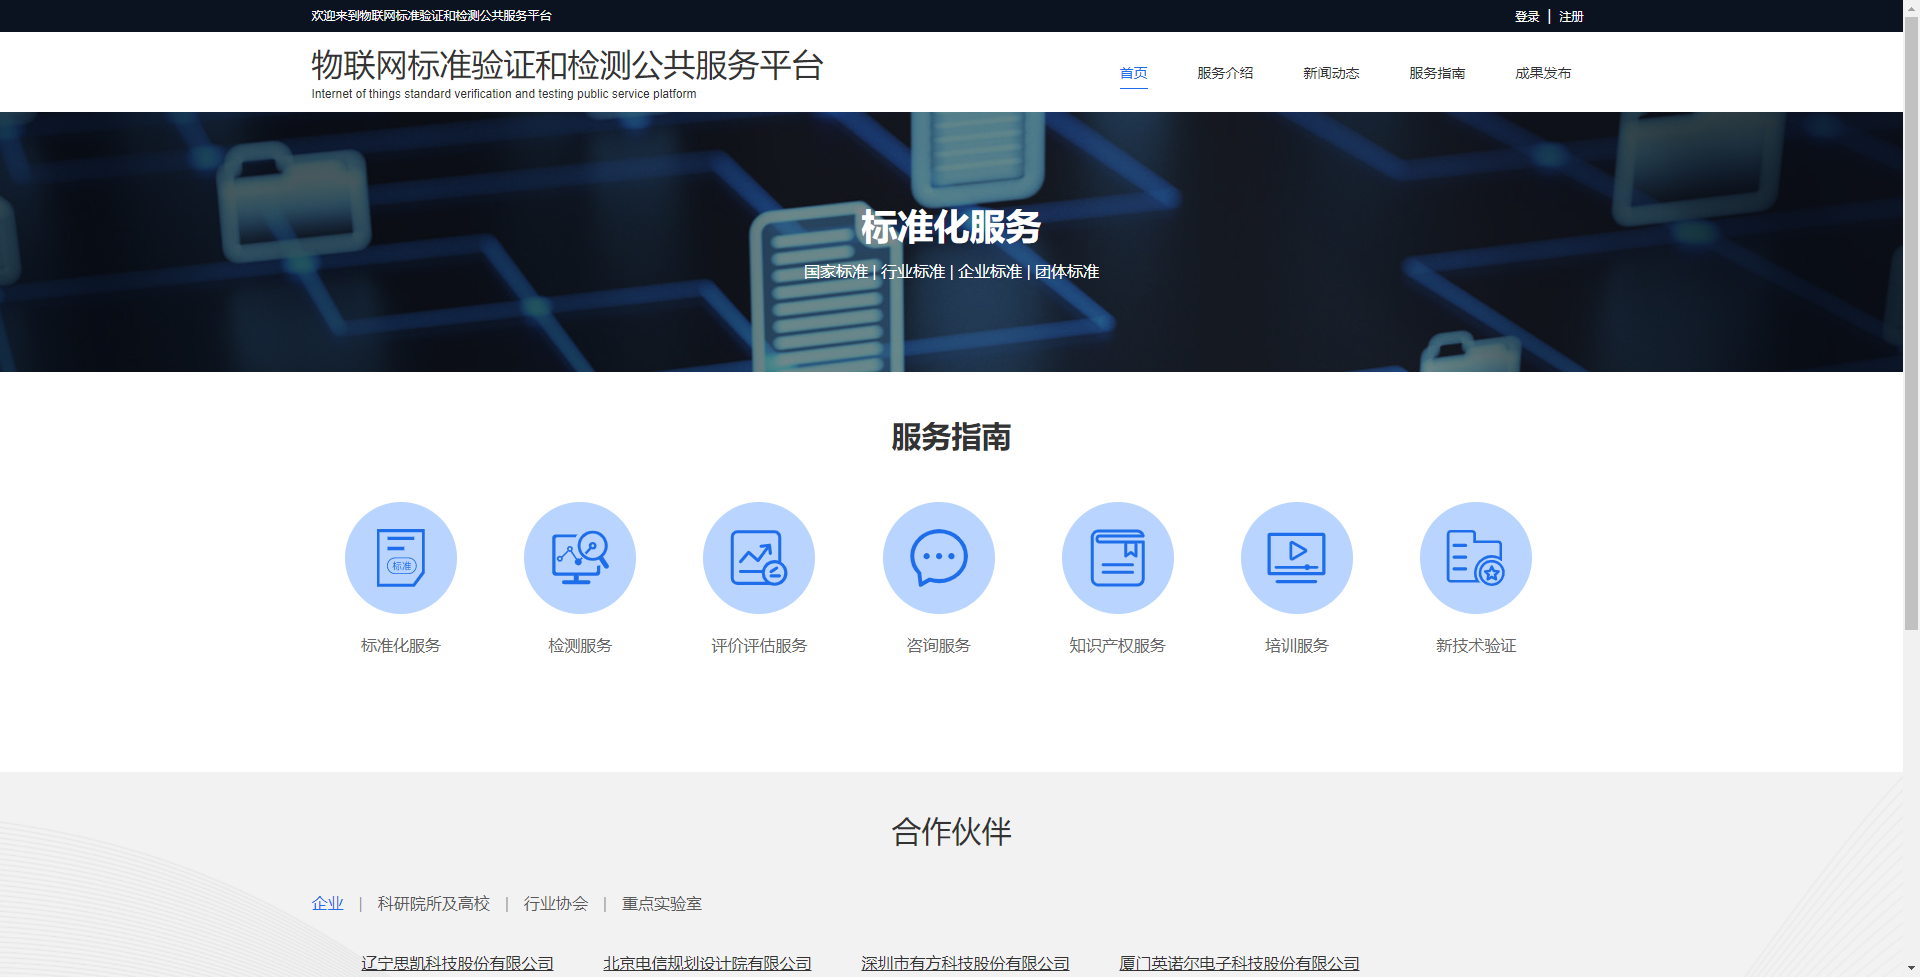 欢迎来到物联网标准验证和检测公共服务平台
登录 | 注册
物联网标准验证和检测公共服务平台
Internet of things standard verification and testing public service platform
首页 服务介绍 新闻动态 服务指南 成果发布
标准化服务
国家标准 | 行业标准 | 企业标准 | 团体标准
服务指南
标准
标准化服务 检测服务 评价评估服务 咨询服务 知识产权服务 培训服务 新技术验证
合作伙伴
企业 | 科研院所及高校 | 行业协会 | 重点实验室
辽宁思凯科技股份有限公司 北京电信规划设计院有限公司 深圳市有方科技股份有限公司 厦门英诺尔电子科技股份有限公司